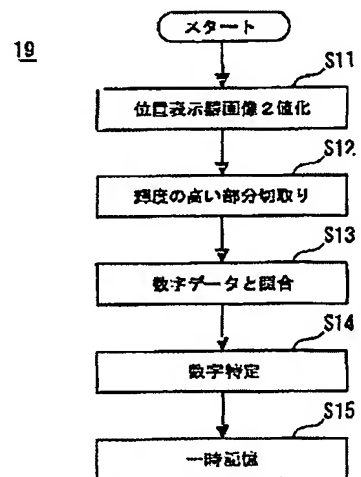 19
スタート
S11
位置表示器画像2値化
S12
輝度の高い部分切取り
S13
数字データと照合
S14
数字特定
S15
一時記憶